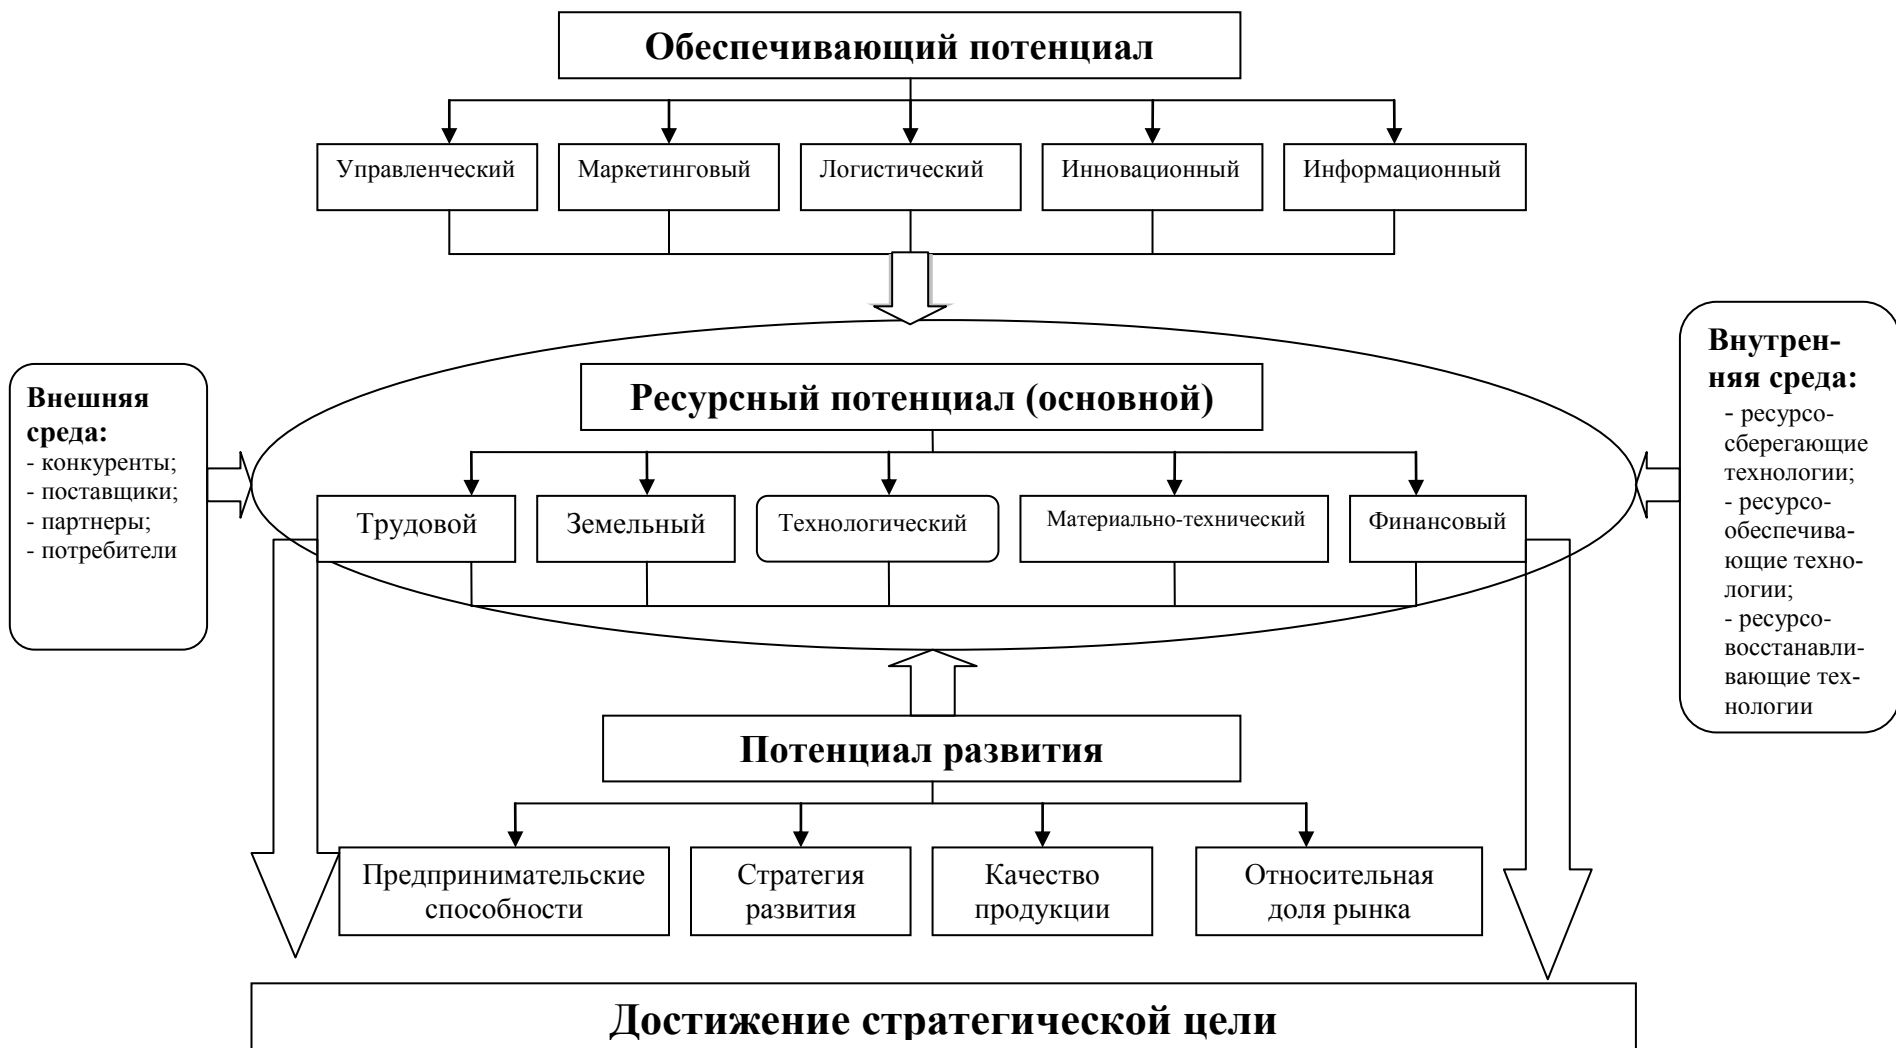 Обеспечивающий потенциал
Управленческий
Маркетинговый
Логистический
Инновационный
Информационный
Внешняя
среда:
- конкуренты;
- поставщики;
- партнеры;
- потребители
Ресурсный потенциал (основной)
Трудовой
Земельный
Технологический
Материально-технический
Финансовый
Внутрен-
няя среда:
- ресурсо-
сберегающие
технологии;
- ресурсо-
обеспечива-
ющие техно-
логии;
- ресурсо-
восстанавли-
вающие тех-
нологии
Потенциал развития
Предпринимательские
способности
Стратегия
развития
Качество
продукции
Относительная
доля рынка
Достижение стратегической цели